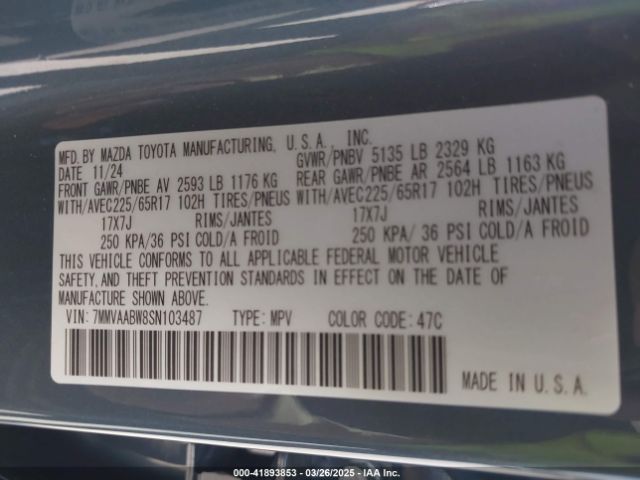 MFD. BY MAZDA TOYOTA MANUFACTURING, U.S.A., INC.
DATE 11/24 GVWR/PNBV 5135 LB 2329 KG
FRONT GAWR/PNBE AV 2593 LB 1176 KG REAR GAWR/PNBE AR 2564 LB 1163 KG
WITH/AVEC225/65R17 102H TIRES/PNEUS WITH/AVEC225/65R17 102H TIRES/PNEUS
17X7J RIMS/JANTES 17X7J RIMS/JANTES
250 KPA/36 PSI COLD/A FROID 250 KPA/36 PSI COLD/A FROID
THIS VEHICLE CONFORMS TO ALL APPLICABLE FEDERAL MOTOR VEHICLE
SAFETY, AND THEFT PREVENTION STANDARDS IN EFFECT ON THE DATE OF
MANUFACTURE SHOWN ABOVE.
VIN: 7MMVAABW8SN103487 TYPE: MPV COLOR CODE: 47C
MADE IN U.S.A.
000-41893853 — 03/26/2025 — IAAI.COM